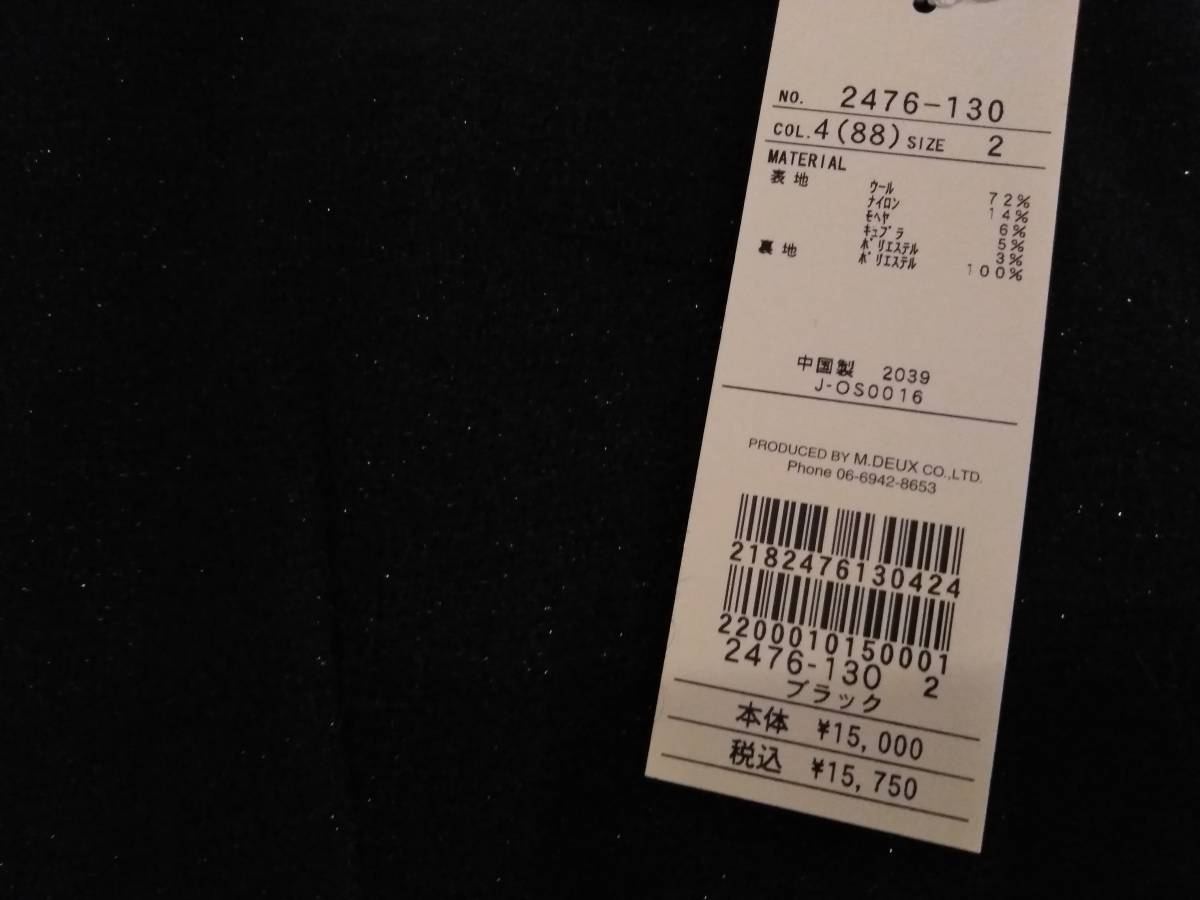 NO. 2476-130
COL.4(88) SIZE 2
MATERIAL
表地 ウール 72%
ナイロン 14%
モヘヤ 6%
キュプラ 5%
ポリエステル 3%
裏地 ポリエステル 100%
中国製 2039
J-OS0016
PRODUCED BY M.DEUX CO.,LTD.
Phone 06-6942-8653
2182476130424
2200010150001
2476-130 2
ブラック
本体 ¥15,000
税込 ¥15,750